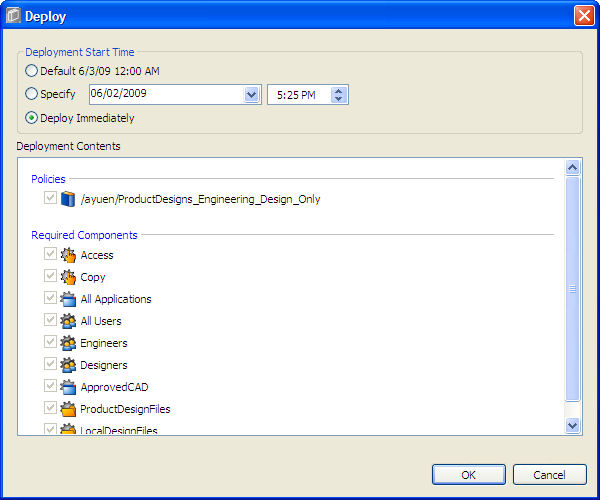 Deploy
Deployment Start Time
Default 6/3/09 12:00 AM
Specify 06/02/2009 5:25 PM
Deploy Immediately
Deployment Contents
Policies
/ayuen/ProductDesigns_Engineering_Design_Only
Required Components
Access
Copy
All Applications
All Users
Engineers
Designers
ApprovedCAD
ProductDesignFiles
LocalDesignFiles
OK Cancel